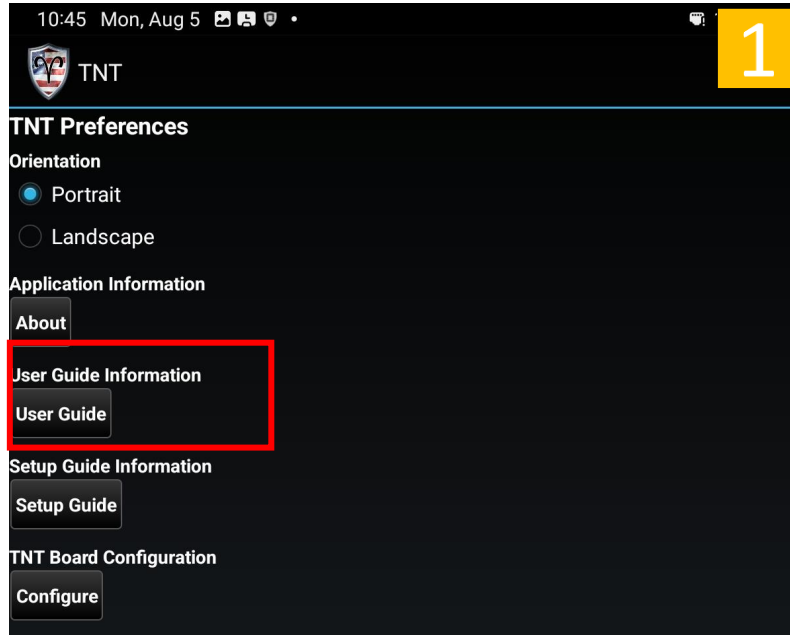 10:45 Mon, Aug 5
1
TNT
TNT Preferences
Orientation
Portrait
Landscape
Application Information
About
User Guide Information
User Guide
Setup Guide Information
Setup Guide
TNT Board Configuration
Configure